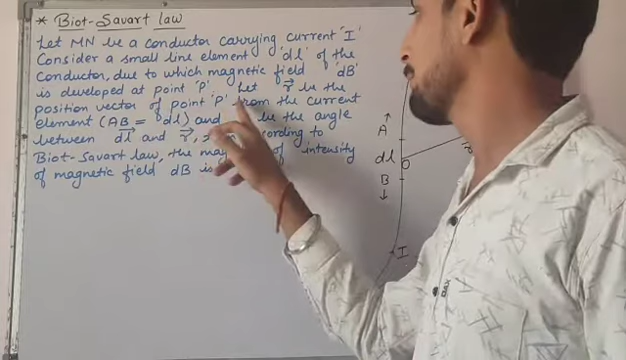 * Biot-Savart law
Let MN be a conductor carrying current 'I'
Consider a small line element 'dl' of the
Conductor, due to which magnetic field 'dB'
is developed at point 'P' Let r⃗ be the
position vector of point 'P' from the current
element (AB = dl) and be the angle
between d⃗l and r⃗, According to
Biot-Savart law, the of intensity
of magnetic field dB is
A
dl
O
B
I